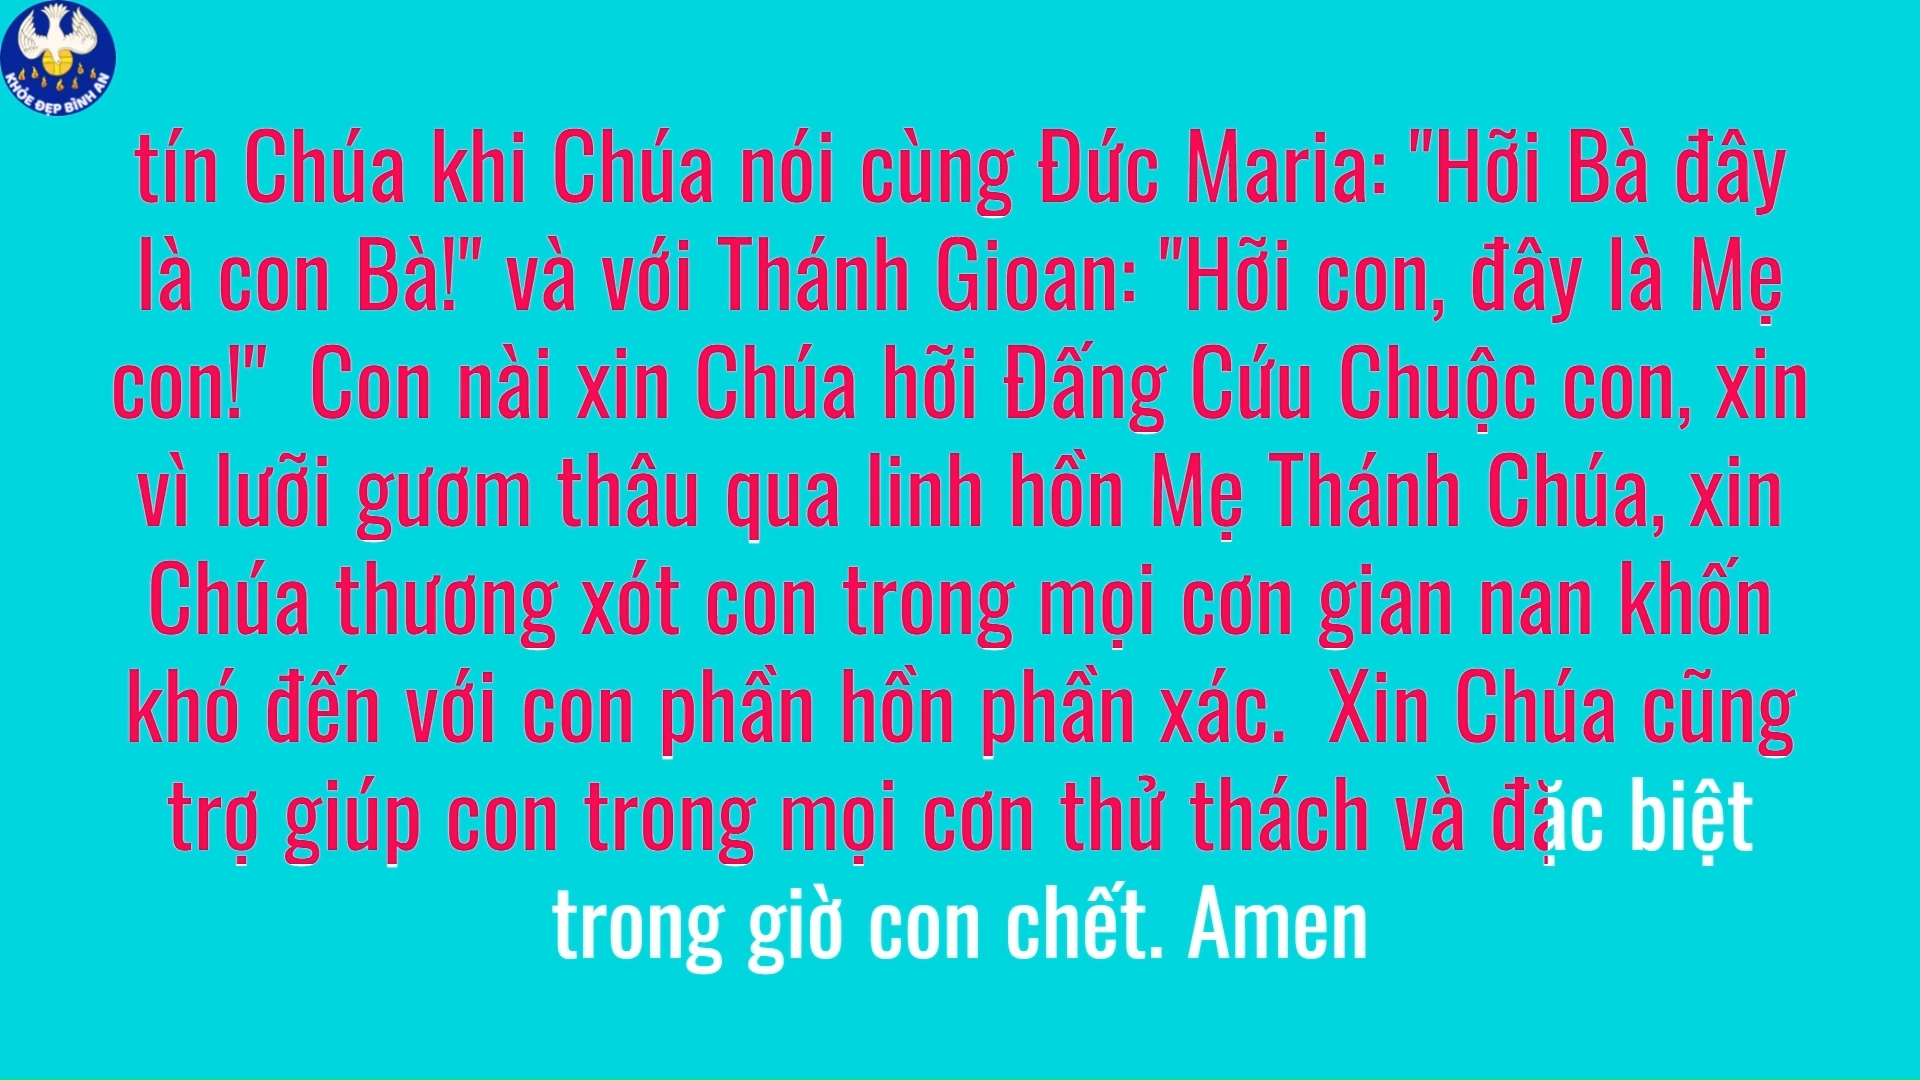 KHỎE ĐẸP BÌNH AN
tín Chúa khi Chúa nói cùng Đức Maria: "Hỡi Bà đây
là con Bà!" và với Thánh Gioan: "Hỡi con, đây là Mẹ
con!"  Con nài xin Chúa hỡi Đấng Cứu Chuộc con, xin
vì lưỡi gươm thâu qua linh hồn Mẹ Thánh Chúa, xin
Chúa thương xót con trong mọi cơn gian nan khốn
khó đến với con phần hồn phần xác.  Xin Chúa cũng
trợ giúp con trong mọi cơn thử thách và đặc biệt
trong giờ con chết. Amen